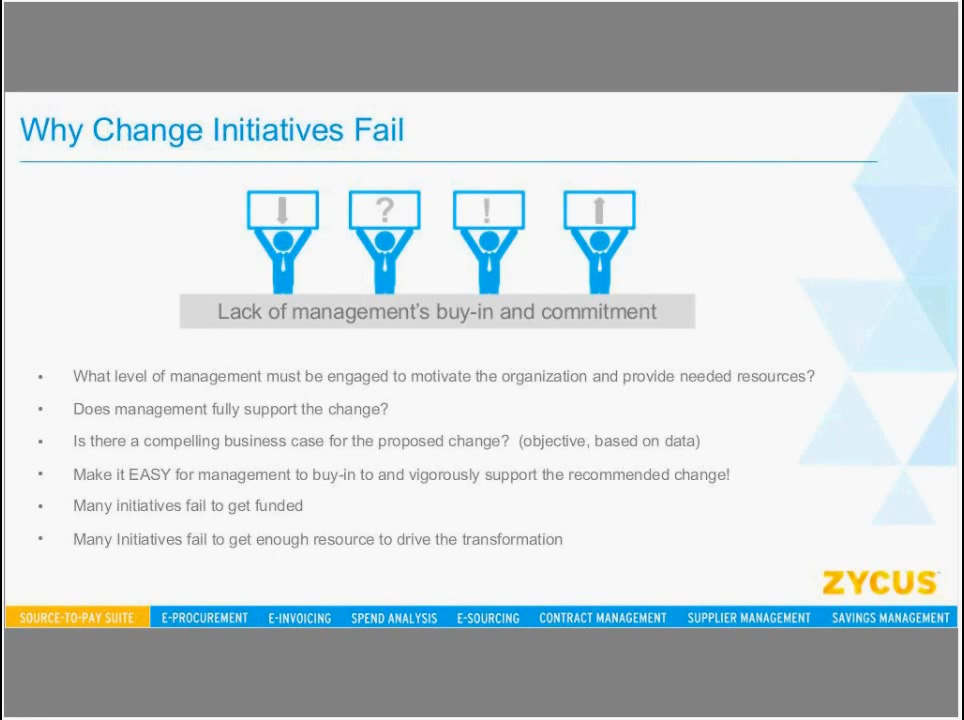 Why Change Initiatives Fail
? !
Lack of management's buy-in and commitment
• What level of management must be engaged to motivate the organization and provide needed resources?
• Does management fully support the change?
• Is there a compelling business case for the proposed change? (objective, based on data)
• Make it EASY for management to buy-in to and vigorously support the recommended change!
• Many initiatives fail to get funded
• Many Initiatives fail to get enough resource to drive the transformation
ZYCUS
SOURCE-TO-PAY SUITE E-PROCUREMENT E-INVOICING SPEND ANALYSIS E-SOURCING CONTRACT MANAGEMENT SUPPLIER MANAGEMENT SAVINGS MANAGEMENT